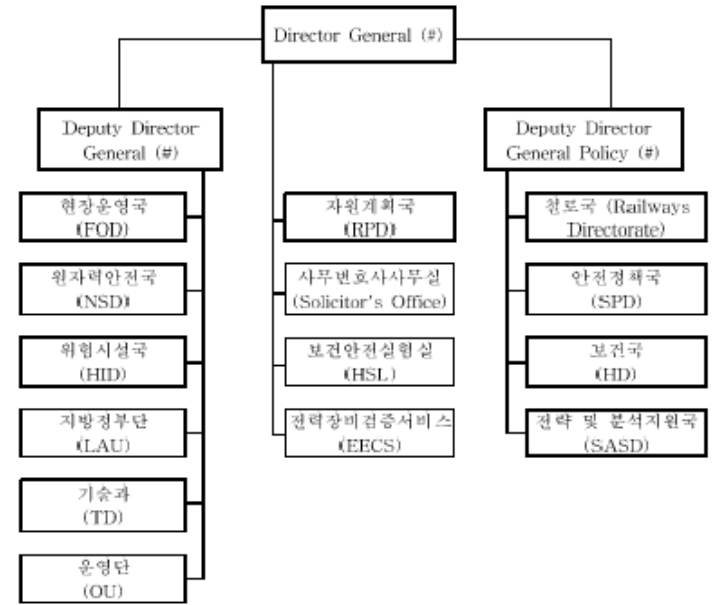 Director General (#)
Deputy Director
General (#)
현장운영국
(FOD)
원자력안전국
(NSD)
위험시설국
(HID)
지방정부단
(LAU)
기술과
(TD)
운영단
(OU)
자원계획국
(RPD)
사무변호사사무실
(Solicitor's Office)
보건안전실험실
(HSL)
전력장비검증서비스
(EECS)
Deputy Director
General Policy (#)
철로국 (Railways
Directorate)
안전정책국
(SPD)
보건국
(HD)
전략 및 분석지원국
(SASD)